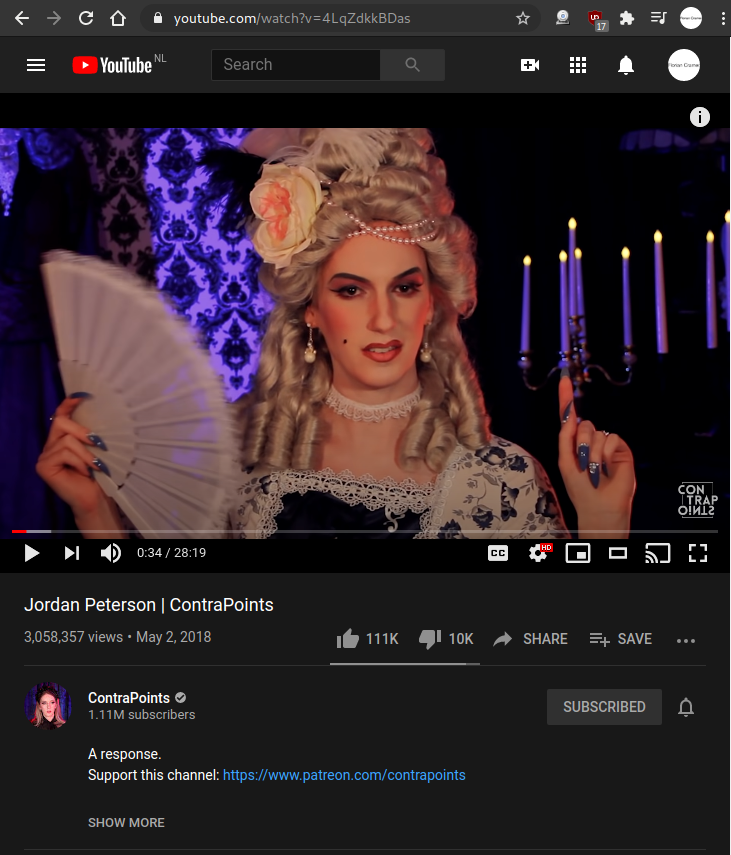 youtube.com/watch?v=4LqZdkkBDas
17
YouTube NL
Search
i
CON
TRAP
POINTS
0:34 / 28:19
CC
HD
Jordan Peterson | ContraPoints
3,058,357 views • May 2, 2018
111K
10K
SHARE
SAVE
ContraPoints
1.11M subscribers
SUBSCRIBED
A response.
Support this channel: https://www.patreon.com/contrapoints
SHOW MORE